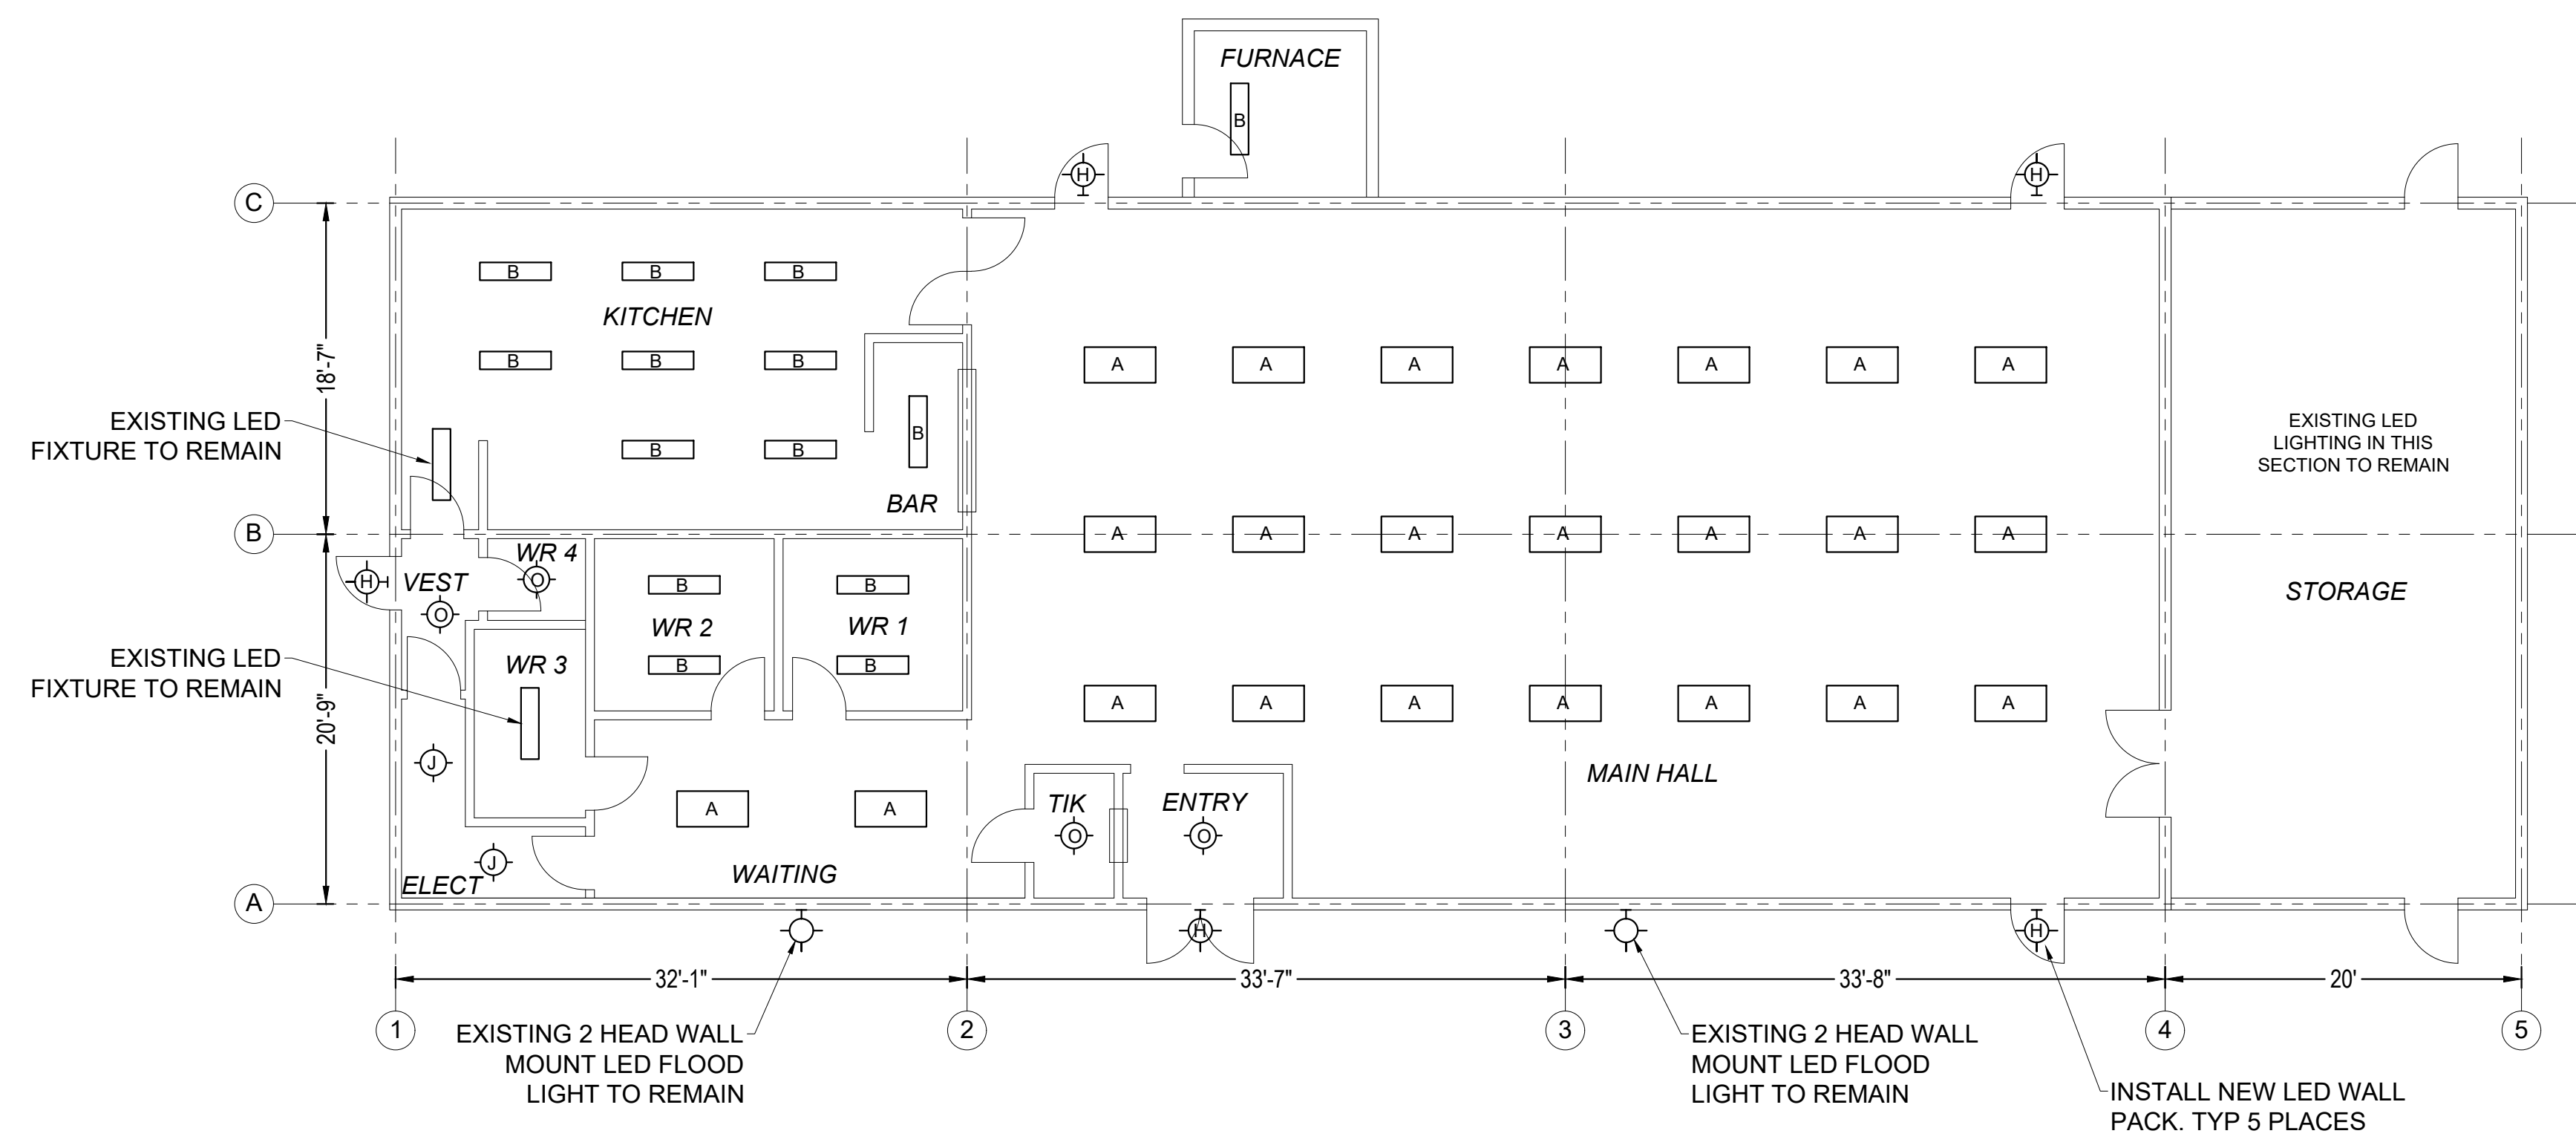 FURNACE
B
H
H
C
B B B
KITCHEN
18'-7"
B B B
A A A A A A A
EXISTING LED
FIXTURE TO REMAIN
B
B B
BAR
EXISTING LED
LIGHTING IN THIS
SECTION TO REMAIN
B
A A A A A A A
WR 4
O
H
VEST
O
B B
WR 2
WR 1
B B
STORAGE
EXISTING LED
FIXTURE TO REMAIN
WR 3
20'-9"
A A A A A A A
J
MAIN HALL
A A
TIK
O
ENTRY
O
J
ELECT
WAITING
A
H
H
32'-1"
33'-7"
33'-8"
20'
1
2
3
4
5
EXISTING 2 HEAD WALL
MOUNT LED FLOOD
LIGHT TO REMAIN
EXISTING 2 HEAD WALL
MOUNT LED FLOOD
LIGHT TO REMAIN
INSTALL NEW LED WALL
PACK. TYP 5 PLACES